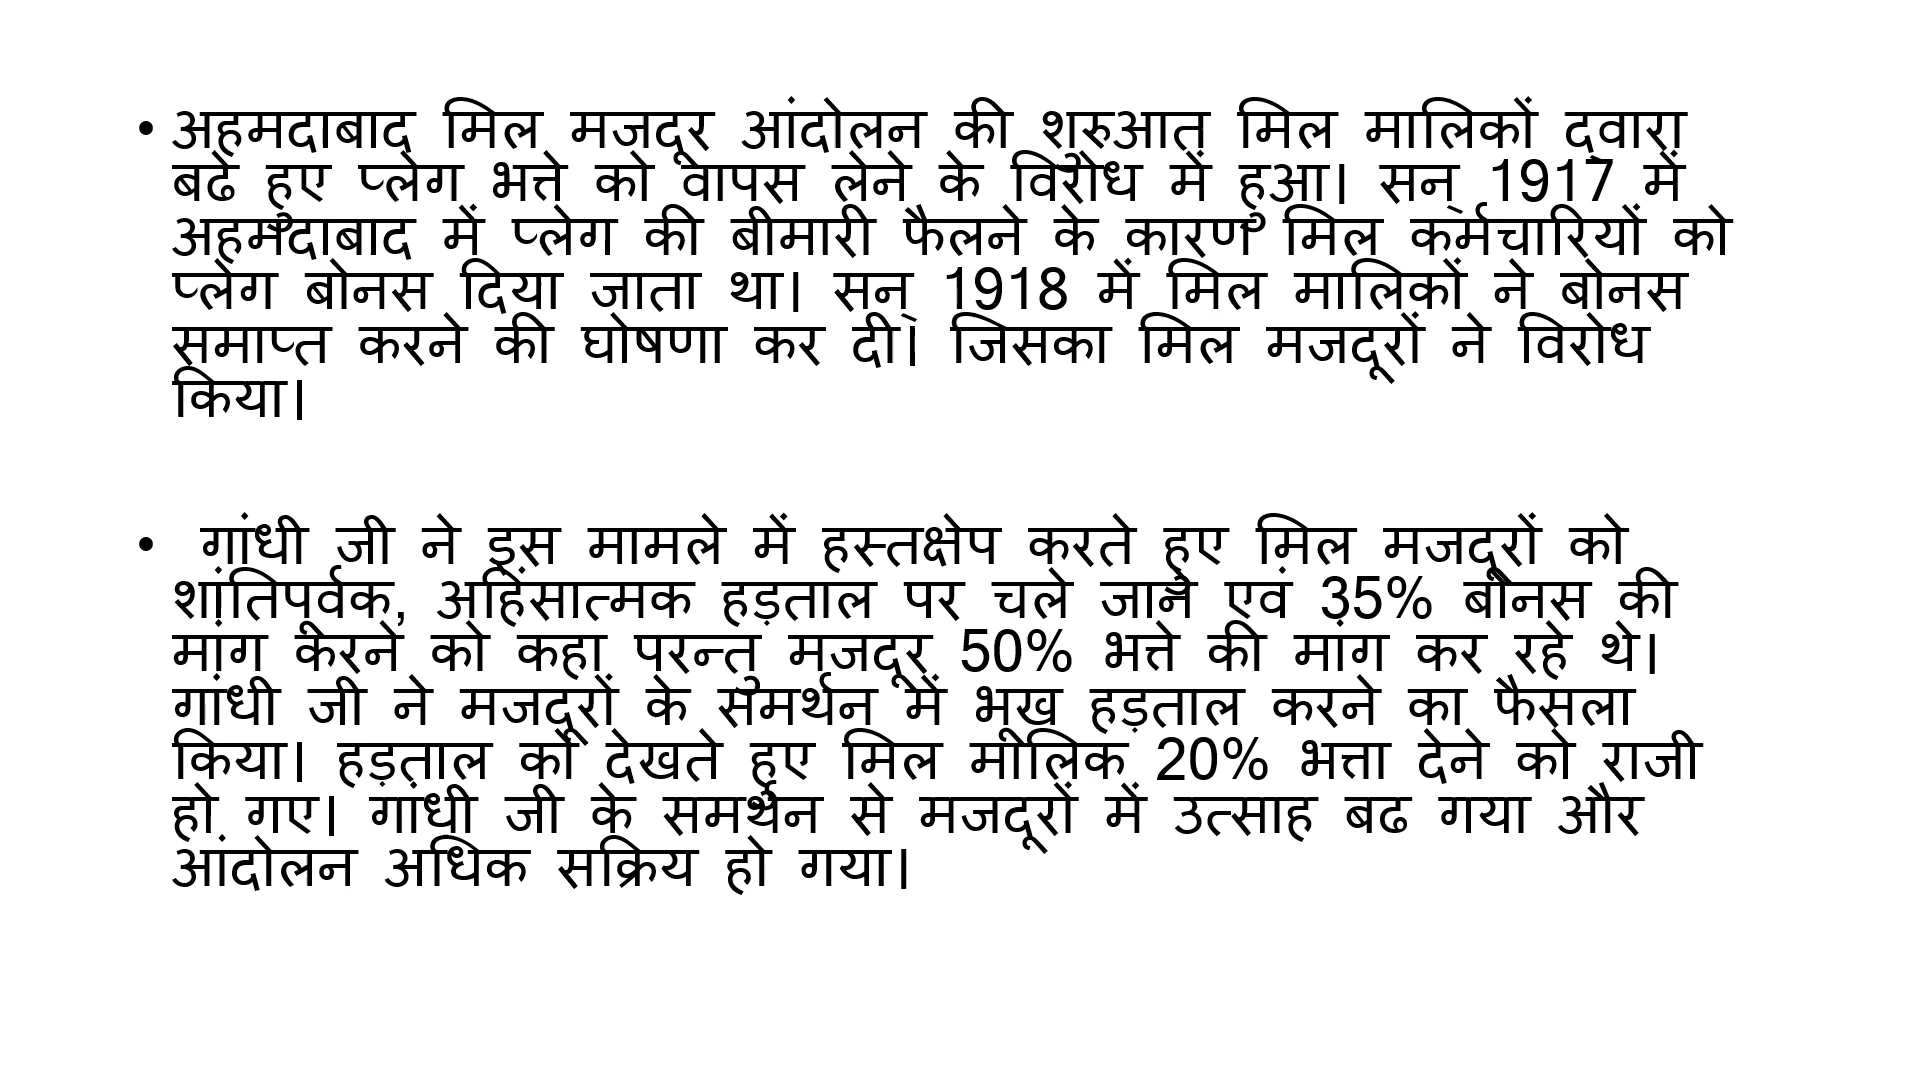 • अहमदाबाद मिल मजदूर आंदोलन की शुरुआत मिल मालिकों द्वारा
बढे हुए प्लेग भत्ते को वापस लेने के विरोध में हुआ। सन् 1917 में
अहमदाबाद में प्लेग की बीमारी फैलने के कारण मिल कर्मचारियों को
प्लेग बोनस दिया जाता था। सन् 1918 में मिल मालिकों ने बोनस
समाप्त करने की घोषणा कर दी। जिसका मिल मजदूरों ने विरोध
किया।
• गांधी जी ने इस मामले में हस्तक्षेप करते हुए मिल मजदूरों को
शांतिपूर्वक, अहिंसात्मक हड़ताल पर चले जाने एवं 35% बोनस की
मांग करने को कहा परन्तु मजदूर 50% भत्ते की मांग कर रहे थे।
गांधी जी ने मजदूरों के समर्थन में भूख हड़ताल करने का फैसला
किया। हड़ताल को देखते हुए मिल मालिक 20% भत्ता देने को राजी
हो गए। गांधी जी के समर्थन से मजदूरों में उत्साह बढ गया और
आंदोलन अधिक सक्रिय हो गया।